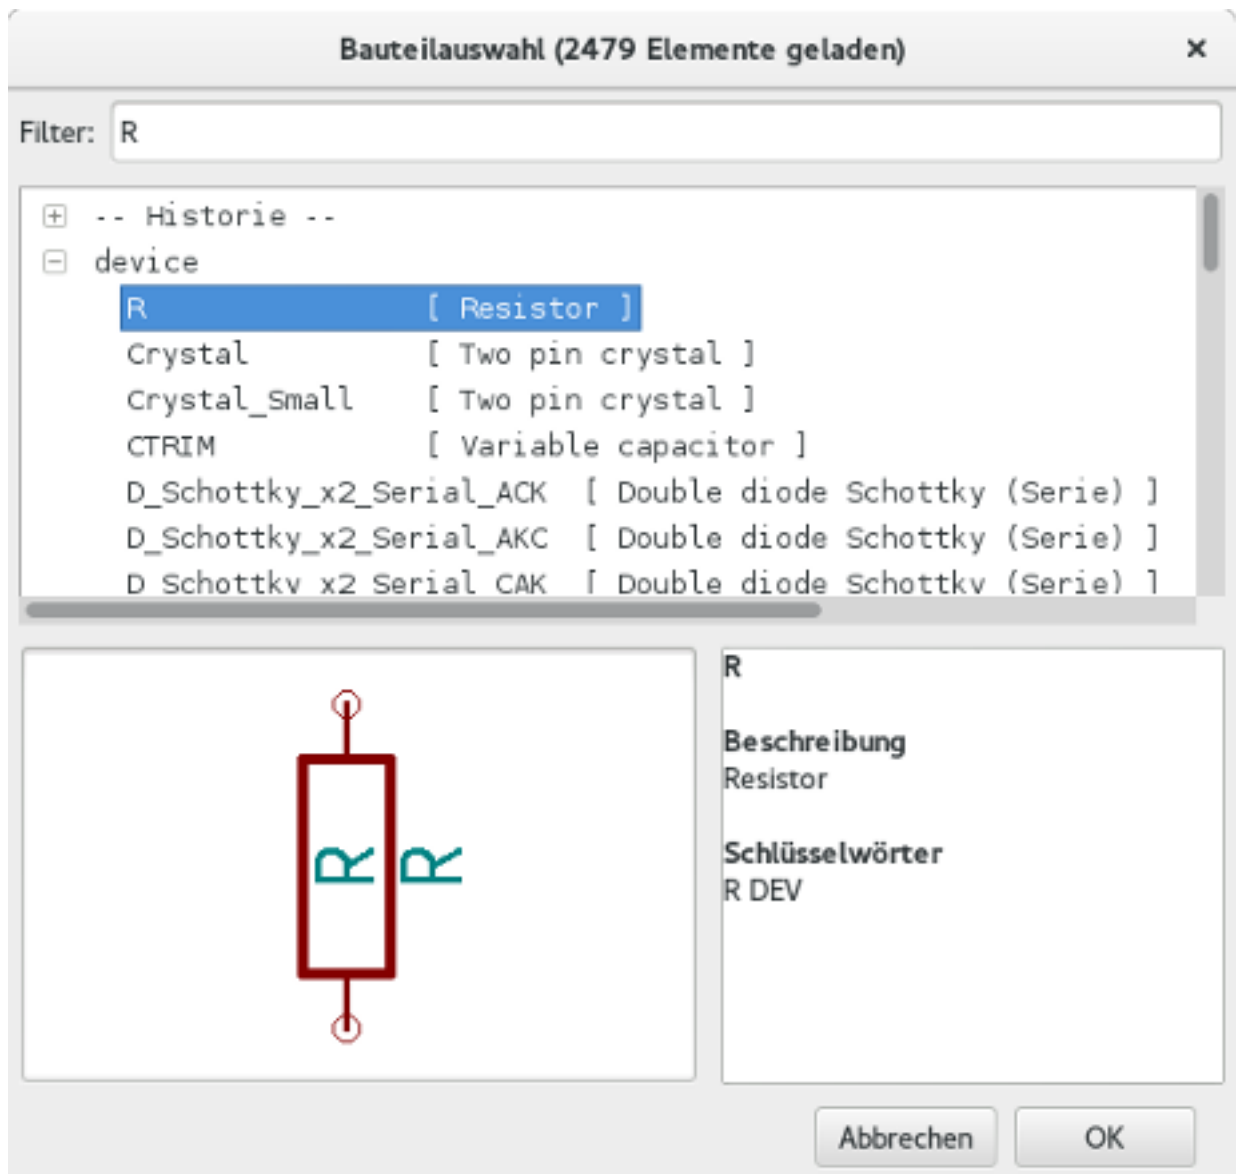 Bauteilauswahl (2479 Elemente geladen)
Filter: R
-- Historie --
device
R [ Resistor ]
Crystal [ Two pin crystal ]
Crystal_Small [ Two pin crystal ]
CTRIM [ Variable capacitor ]
D_Schottky_x2_Serial_ACK [ Double diode Schottky (Serie) ]
D_Schottky_x2_Serial_AKC [ Double diode Schottky (Serie) ]
D_Schottky_x2_Serial_CAK [ Double diode Schottky (Serie) ]
R R
R
Beschreibung
Resistor
Schlüsselwörter
R DEV
Abbrechen OK